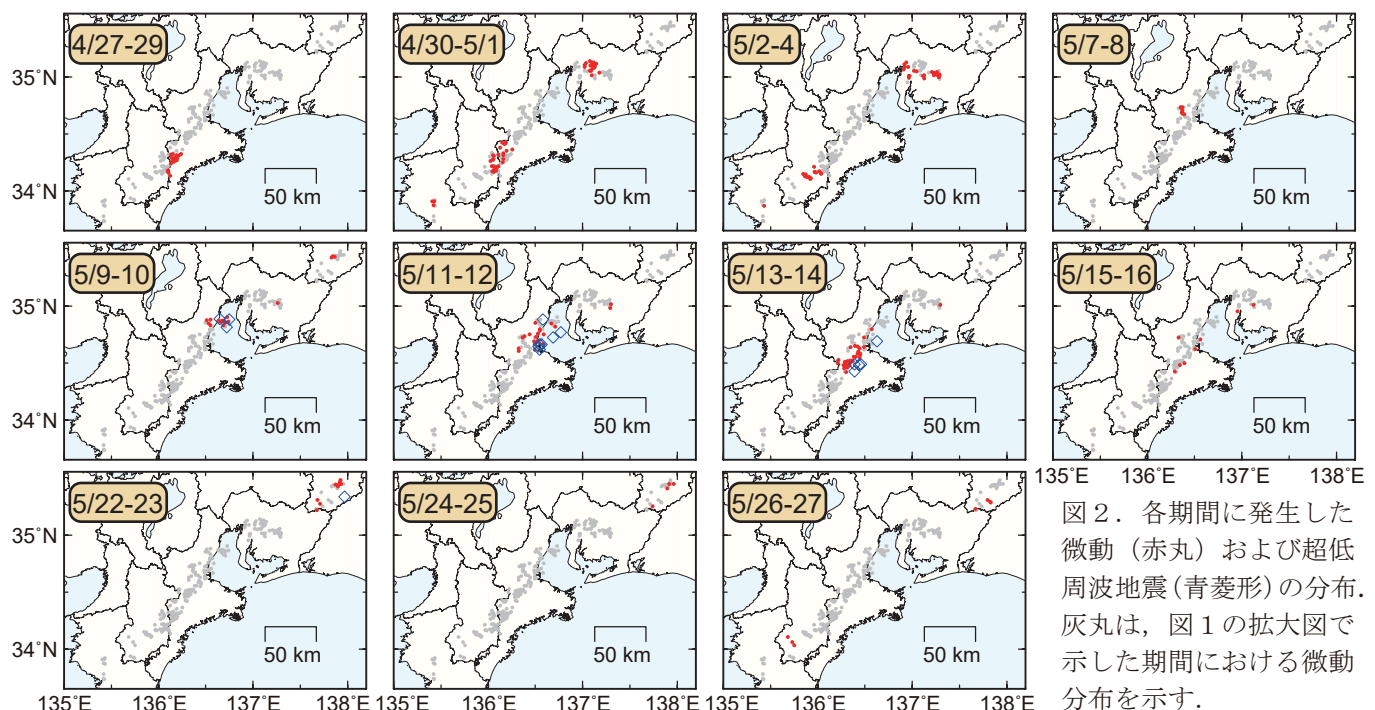 4/27-29
4/30-5/1
5/2-4
5/7-8
35°N
34°N
50 km
50 km
50 km
50 km
5/9-10
5/11-12
5/13-14
5/15-16
35°N
34°N
50 km
50 km
50 km
50 km
5/22-23
5/24-25
5/26-27
135°E
136°E
137°E
138°E
35°N
34°N
50 km
50 km
50 km
135°E
136°E
137°E
138°E
135°E
136°E
137°E
138°E
135°E
136°E
137°E
138°E
図2．各期間に発生した
微動（赤丸）および超低
周波地震（青菱形）の分布．
灰丸は，図1の拡大図で
示した期間における微動
分布を示す．